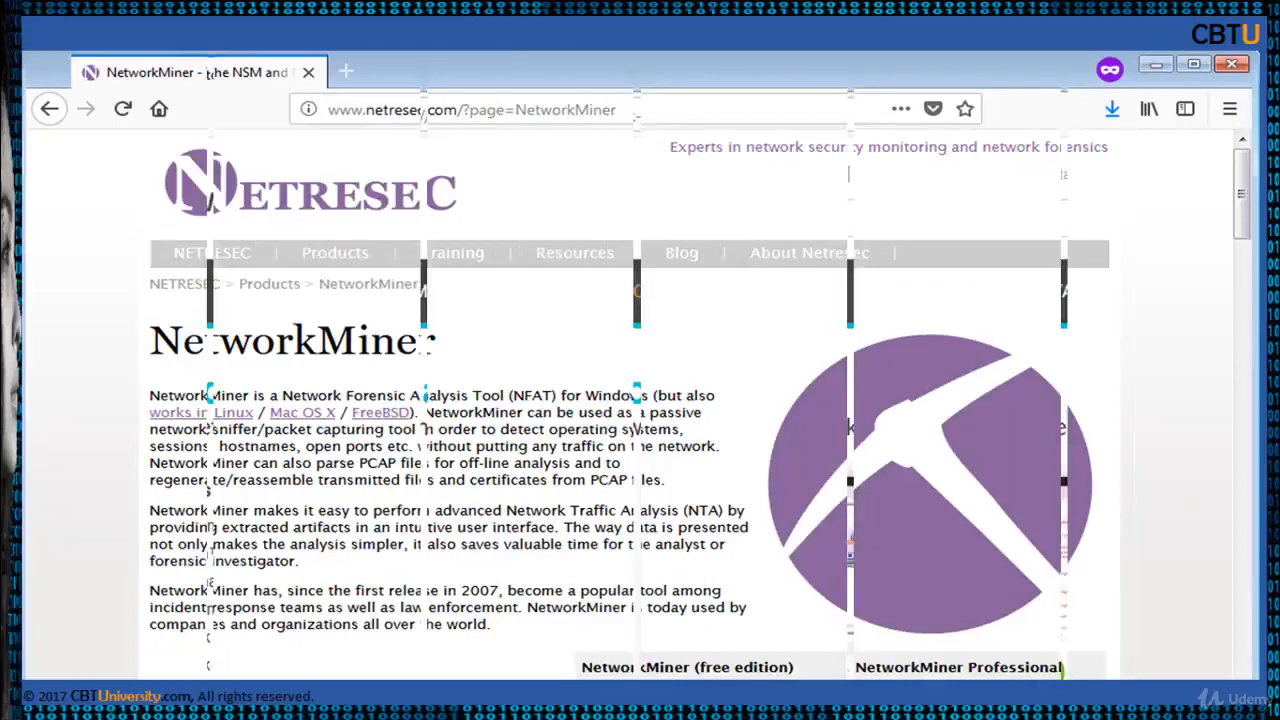 CBTU
NetworkMiner - the NSM and
www.netresec.com/?page=NetworkMiner
Experts in network security monitoring and network forensics
NETRESEC
NETRESEC | Products | Training | Resources | Blog | About Netresec |
NETRESEC > Products > NetworkMiner
NetworkMiner
NetworkMiner is a Network Forensic Analysis Tool (NFAT) for Windows (but also
works in Linux / Mac OS X / FreeBSD). NetworkMiner can be used as a passive
network sniffer/packet capturing tool in order to detect operating systems,
sessions, hostnames, open ports etc. without putting any traffic on the network.
NetworkMiner can also parse PCAP files for off-line analysis and to
regenerate/reassemble transmitted files and certificates from PCAP files.
NetworkMiner makes it easy to perform advanced Network Traffic Analysis (NTA) by
providing extracted artifacts in an intuitive user interface. The way data is presented
not only makes the analysis simpler, it also saves valuable time for the analyst or
forensic investigator.
NetworkMiner has, since the first release in 2007, become a popular tool among
incident response teams as well as law enforcement. NetworkMiner is today used by
companies and organizations all over the world.
NetworkMiner (free edition) NetworkMiner Professional
© 2017 CBTUniversity.com, All rights reserved.
Udemy